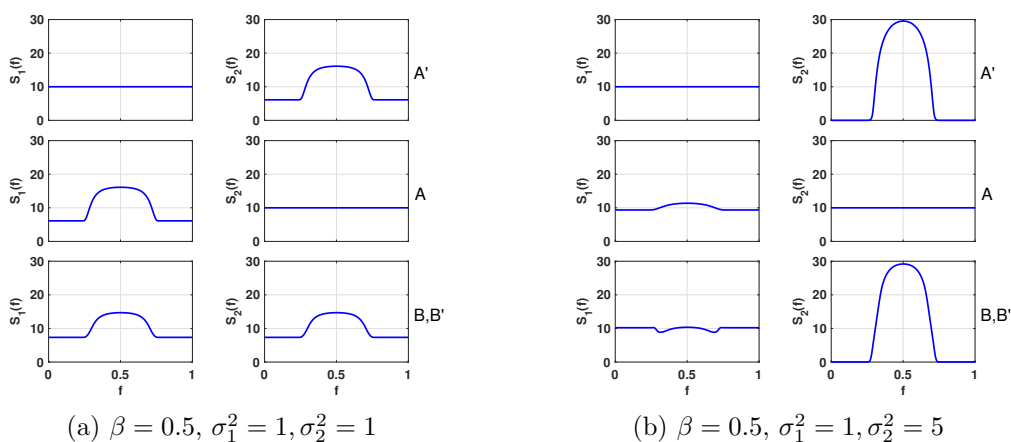 30 30 30 30
20 20 20 20
10 10 10 10
0 0 0 0
S₁(f) S₂(f) A' S₁(f) S₂(f) A'
30 30 30 30
20 20 20 20
10 10 10 10
0 0 0 0
S₁(f) S₂(f) A S₁(f) S₂(f) A
30 30 30 30
20 20 20 20
10 10 10 10
0 0 0 0
S₁(f) S₂(f) B,B' S₁(f) S₂(f) B,B'
0 0.5 1 0 0.5 1 0 0.5 1 0 0.5 1
f f f f
(a) β = 0.5, σ₁² = 1, σ₂² = 1 (b) β = 0.5, σ₁² = 1, σ₂² = 5